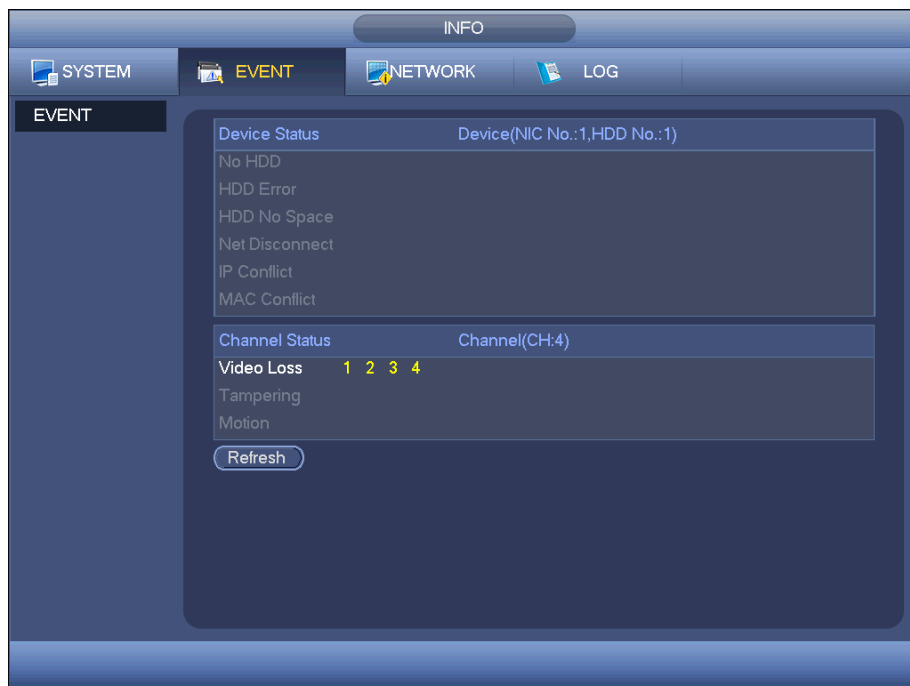 INFO
SYSTEM EVENT NETWORK LOG
EVENT
Device Status Device(NIC No.:1,HDD No.:1)
No HDD
HDD Error
HDD No Space
Net Disconnect
IP Conflict
MAC Conflict
Channel Status Channel(CH:4)
Video Loss 1 2 3 4
Tampering
Motion
Refresh